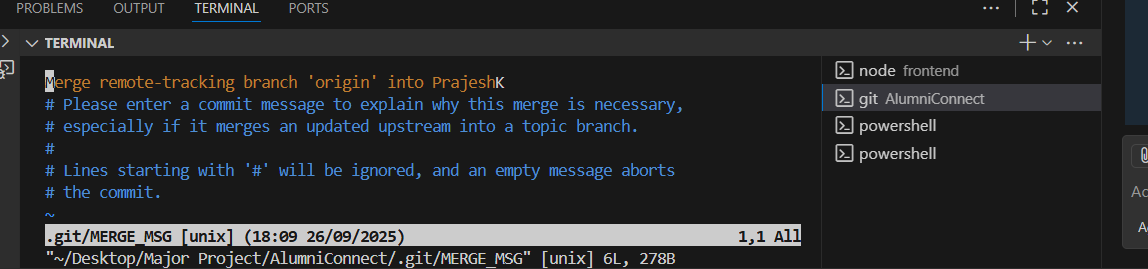 PROBLEMS OUTPUT TERMINAL PORTS
TERMINAL
Merge remote-tracking branch 'origin' into PrajeshK
# Please enter a commit message to explain why this merge is necessary,
# especially if it merges an updated upstream into a topic branch.
#
# Lines starting with '#' will be ignored, and an empty message aborts
# the commit.
~
.git/MERGE_MSG [unix] (18:09 26/09/2025) 1,1 All
"~/Desktop/Major Project/AlumniConnect/.git/MERGE_MSG" [unix] 6L, 278B
node frontend
git AlumniConnect
powershell
powershell